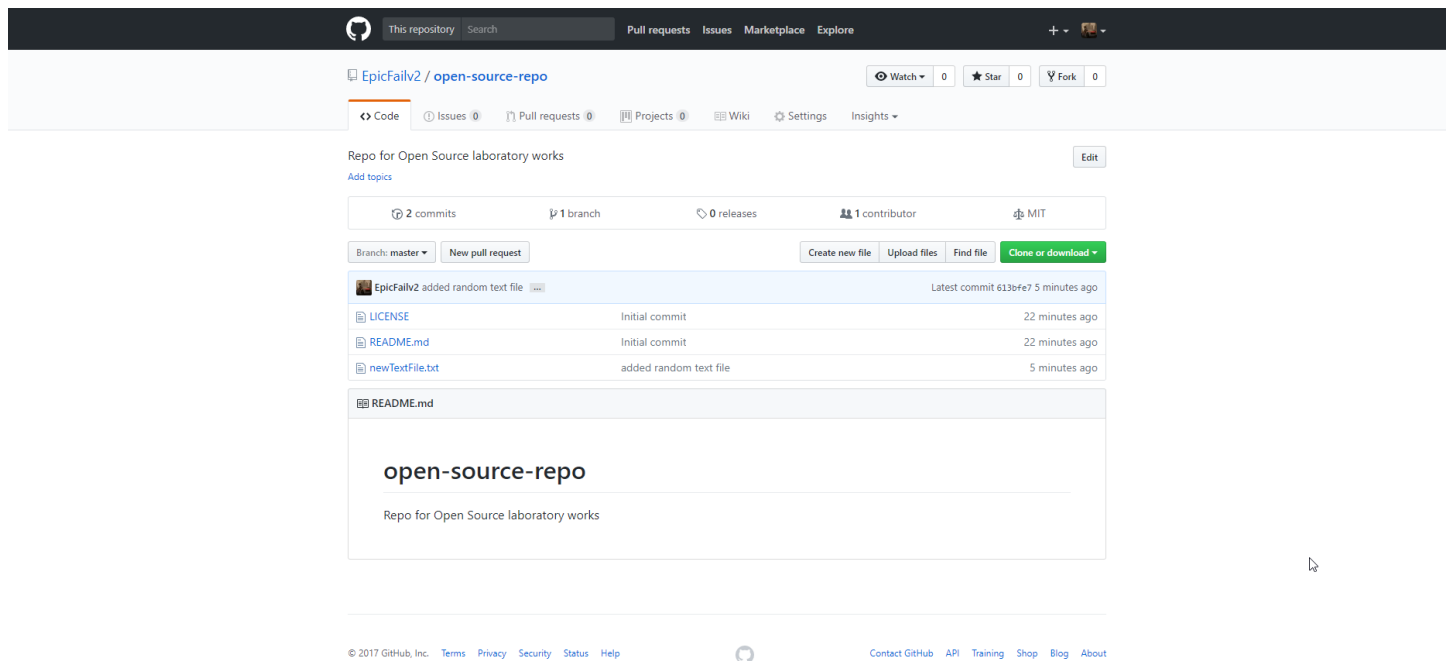 This repository Search Pull requests Issues Marketplace Explore
EpicFailv2 / open-source-repo
Watch 0 Star 0 Fork 0
Code Issues 0 Pull requests 0 Projects 0 Wiki Settings Insights
Repo for Open Source laboratory works
Edit
Add topics
2 commits 1 branch 0 releases 1 contributor MIT
Branch: master New pull request Create new file Upload files Find file Clone or download
EpicFailv2 added random text file ... Latest commit 613bfe7 5 minutes ago
LICENSE Initial commit 22 minutes ago
README.md Initial commit 22 minutes ago
newTextFile.txt added random text file 5 minutes ago
README.md
open-source-repo
Repo for Open Source laboratory works
© 2017 GitHub, Inc. Terms Privacy Security Status Help Contact GitHub API Training Shop Blog About